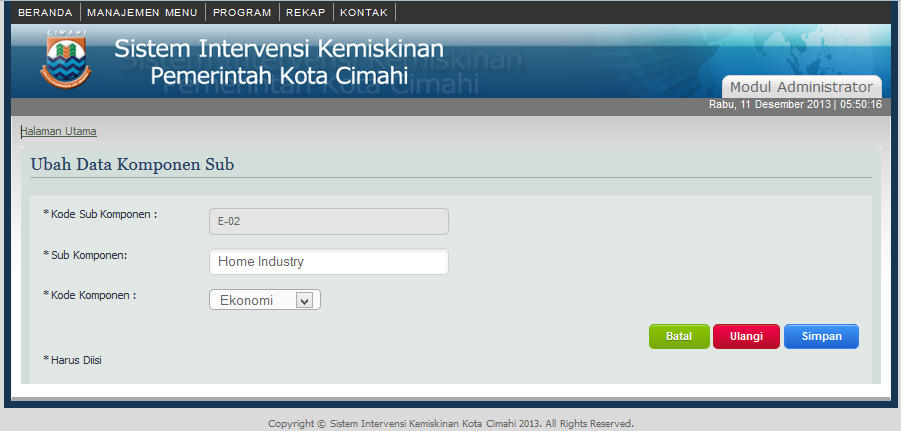 BERANDA MANAJEMEN MENU PROGRAM REKAP KONTAK
CIMAHI
Sistem Intervensi Kemiskinan
Pemerintah Kota Cimahi
Modul Administrator
Rabu, 11 Desember 2013 | 05:50:16
Halaman Utama
Ubah Data Komponen Sub
* Kode Sub Komponen : E-02
* Sub Komponen: Home Industry
* Kode Komponen : Ekonomi
Batal Ulangi Simpan
* Harus Diisi
Copyright © Sistem Intervensi Kemiskinan Kota Cimahi 2013. All Rights Reserved.